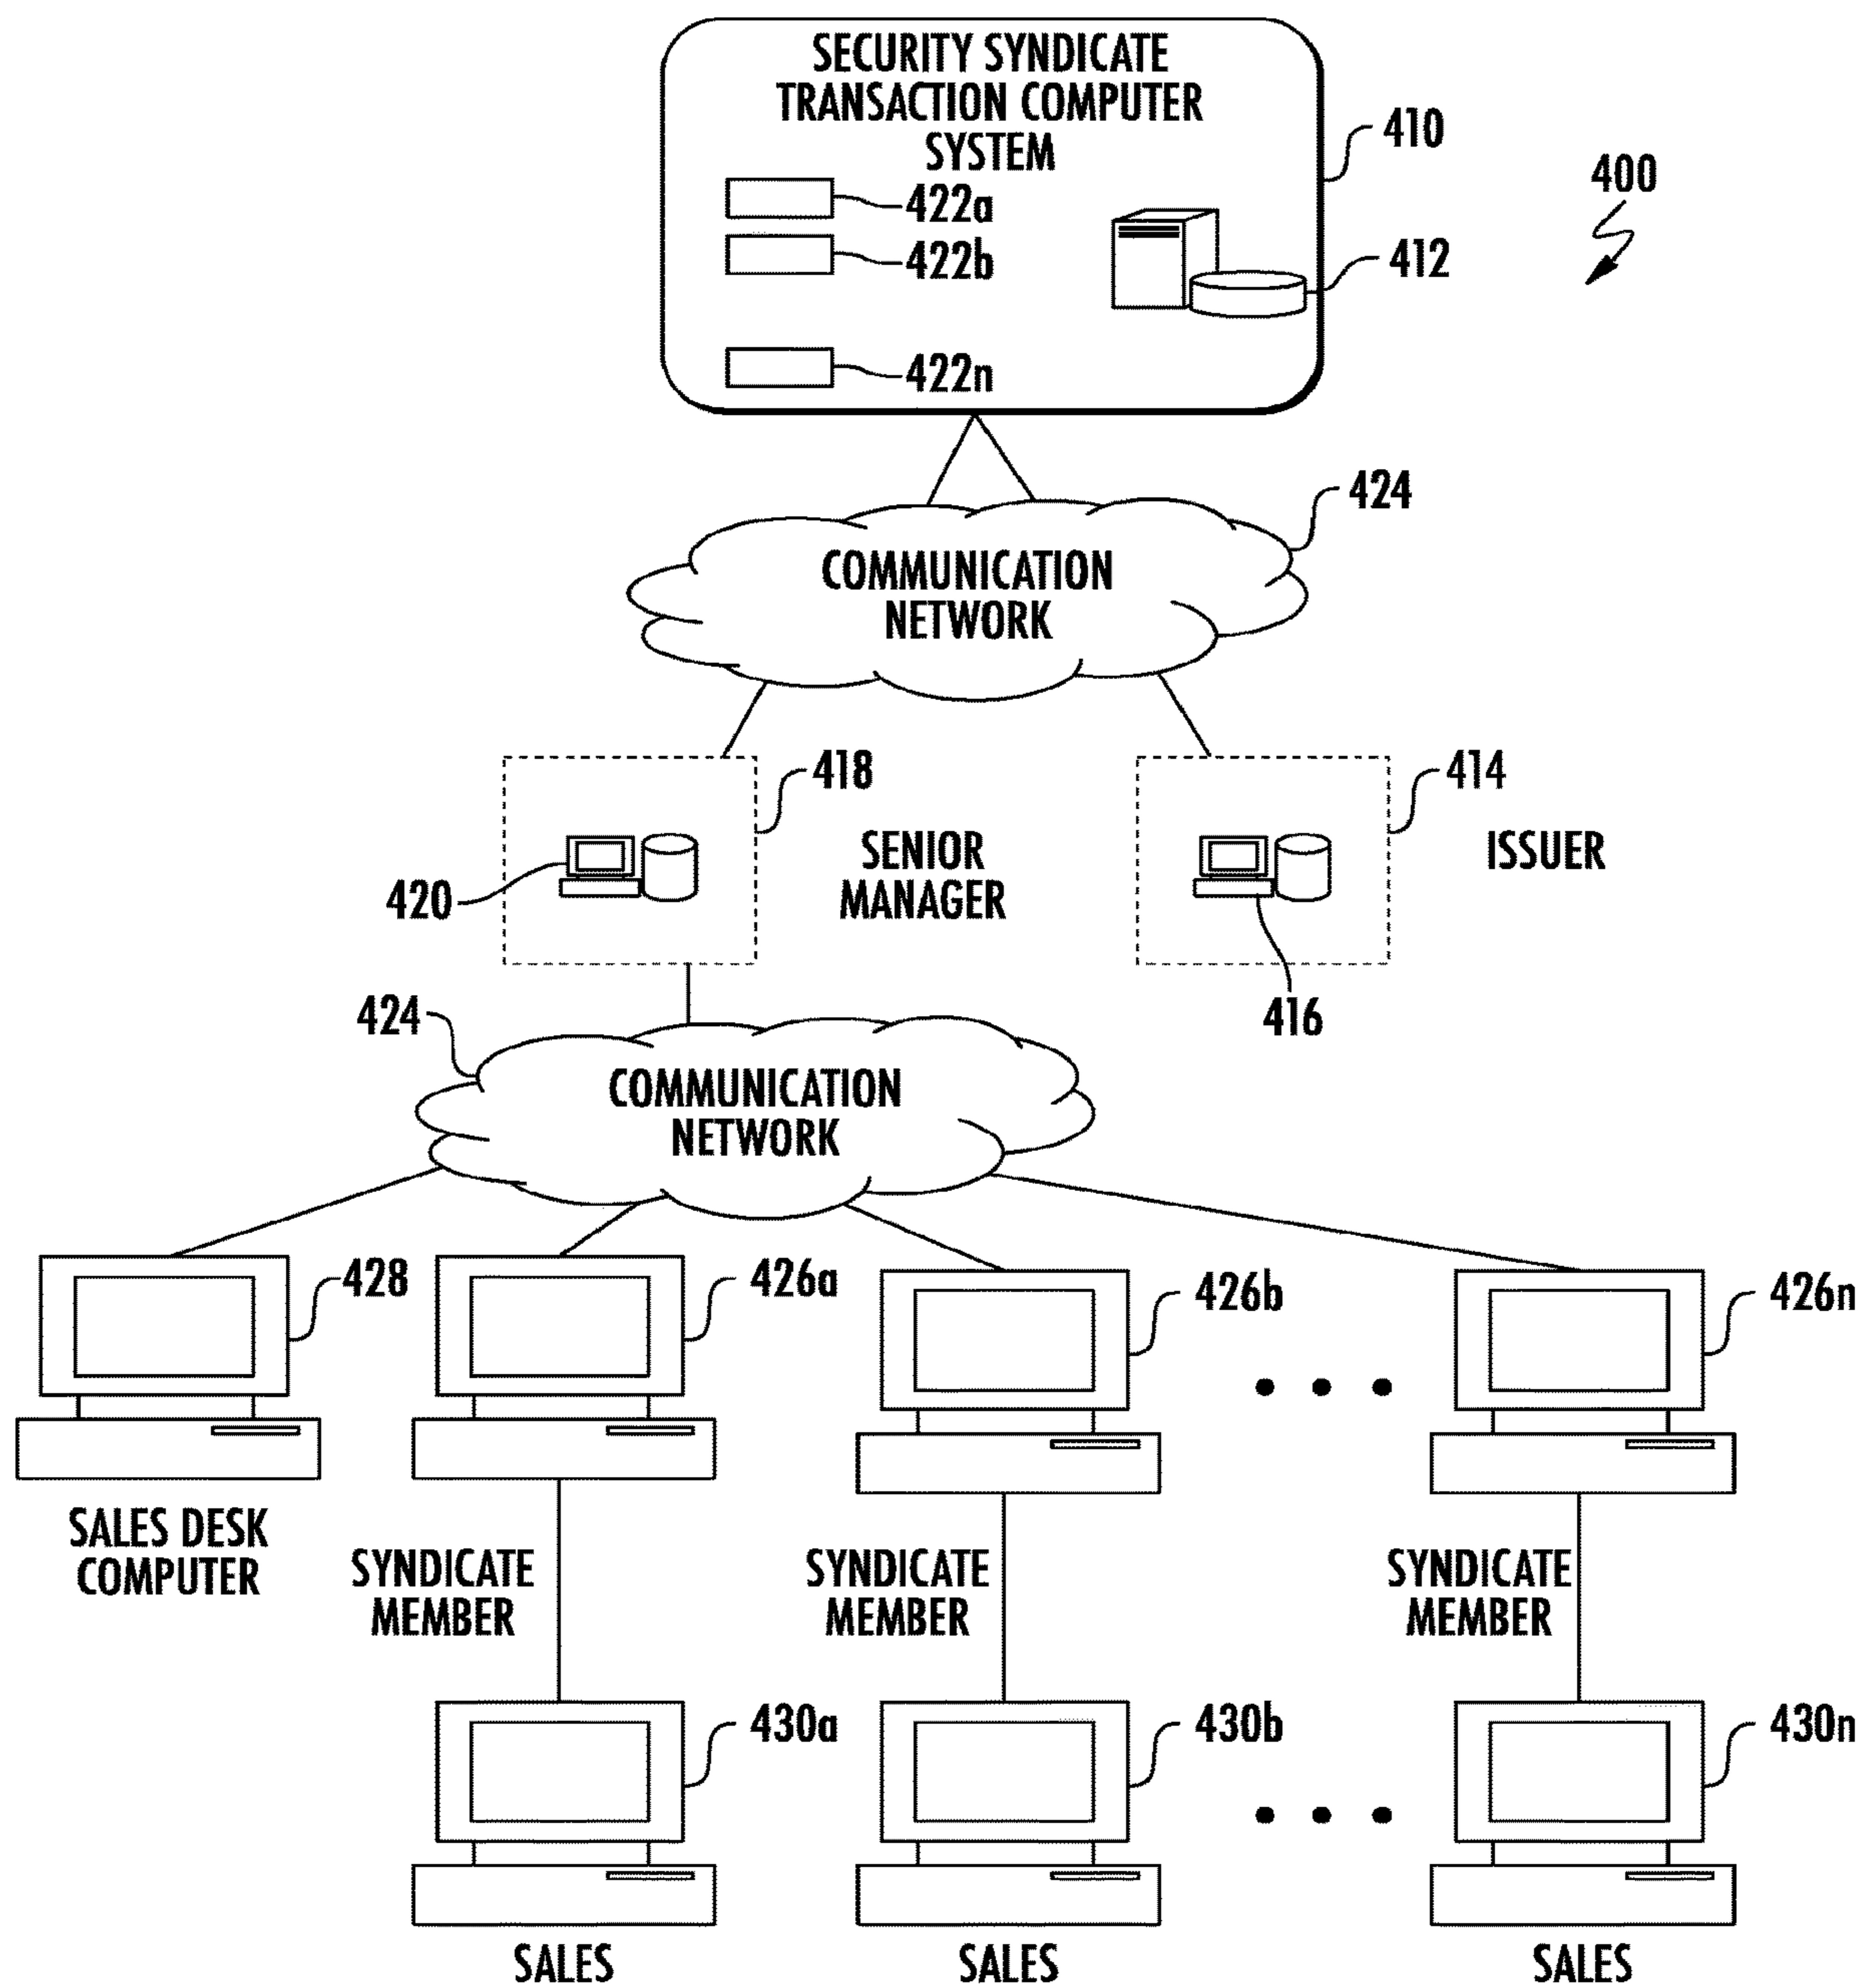 SECURITY SYNDICATE
TRANSACTION COMPUTER
SYSTEM
410
400
422a
422b
412
422n
424
COMMUNICATION
NETWORK
418
414
SENIOR
MANAGER
ISSUER
420
416
424
COMMUNICATION
NETWORK
428
426a
426b
426n
SALES DESK
COMPUTER
SYNDICATE
MEMBER
SYNDICATE
MEMBER
SYNDICATE
MEMBER
430a
430b
430n
SALES
SALES
SALES